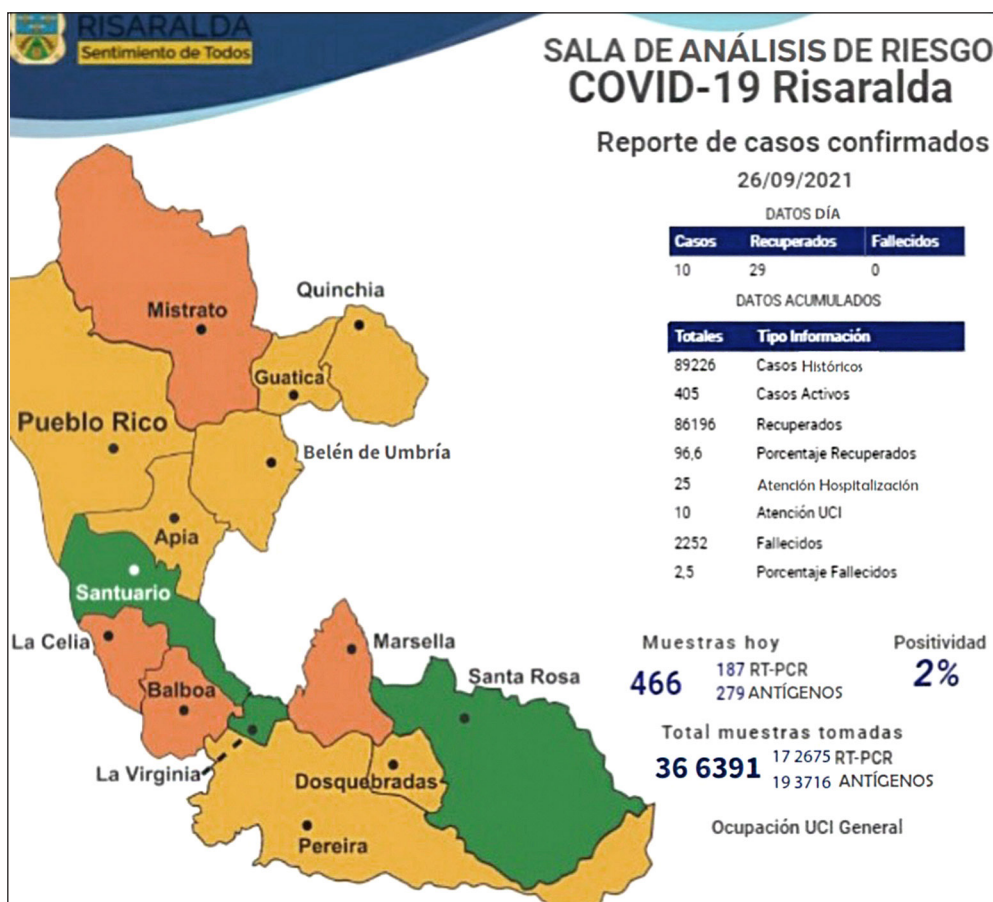 RISARALDA
Sentimiento de Todos
SALA DE ANÁLISIS DE RIESGO
COVID-19 Risaralda
Reporte de casos confirmados
26/09/2021
DATOS DÍA
Casos Recuperados Fallecidos
10 29 0
DATOS ACUMULADOS
Totales Tipo Información
89226 Casos Históricos
405 Casos Activos
86196 Recuperados
96,6 Porcentaje Recuperados
25 Atención Hospitalización
10 Atención UCI
2252 Fallecidos
2,5 Porcentaje Fallecidos
Muestras hoy
466
187 RT-PCR
279 ANTÍGENOS
Positividad
2%
Total muestras tomadas
36 6391
17 2675 RT-PCR
19 3716 ANTÍGENOS
Ocupación UCI General
Mistrato
Quinchia
Guatica
Pueblo Rico
Belén de Umbría
Apia
Santuario
La Celia
Marsella
Santa Rosa
Balboa
La Virginia
Dosquebradas
Pereira